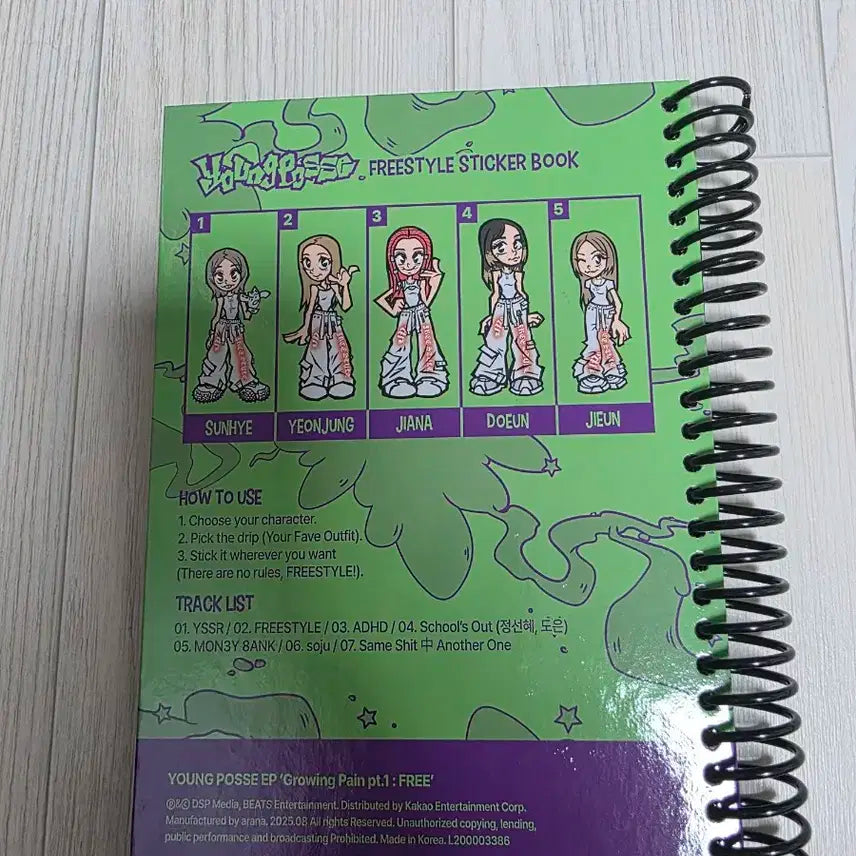 YOUNG POSSE FREESTYLE STICKER BOOK
1 2 3 4 5
SUNHYE YEONJUNG JIANA DOEUN JIEUN
HOW TO USE
1. Choose your character.
2. Pick the drip (Your Fave Outfit).
3. Stick it wherever you want
(There are no rules, FREESTYLE!).
TRACK LIST
01. YSSR / 02. FREESTYLE / 03. ADHD / 04. School's Out (정선혜, 도은)
05. MON3Y 8ANK / 06. soju / 07. Same Shit 中 Another One
YOUNG POSSE EP 'Growing Pain pt.1 : FREE'
℗&© DSP Media, BEATS Entertainment. Distributed by Kakao Entertainment Corp.
Manufactured by arana. 2025.08 All rights Reserved. Unauthorized copying, lending,
public performance and broadcasting Prohibited. Made in Korea. L200003386